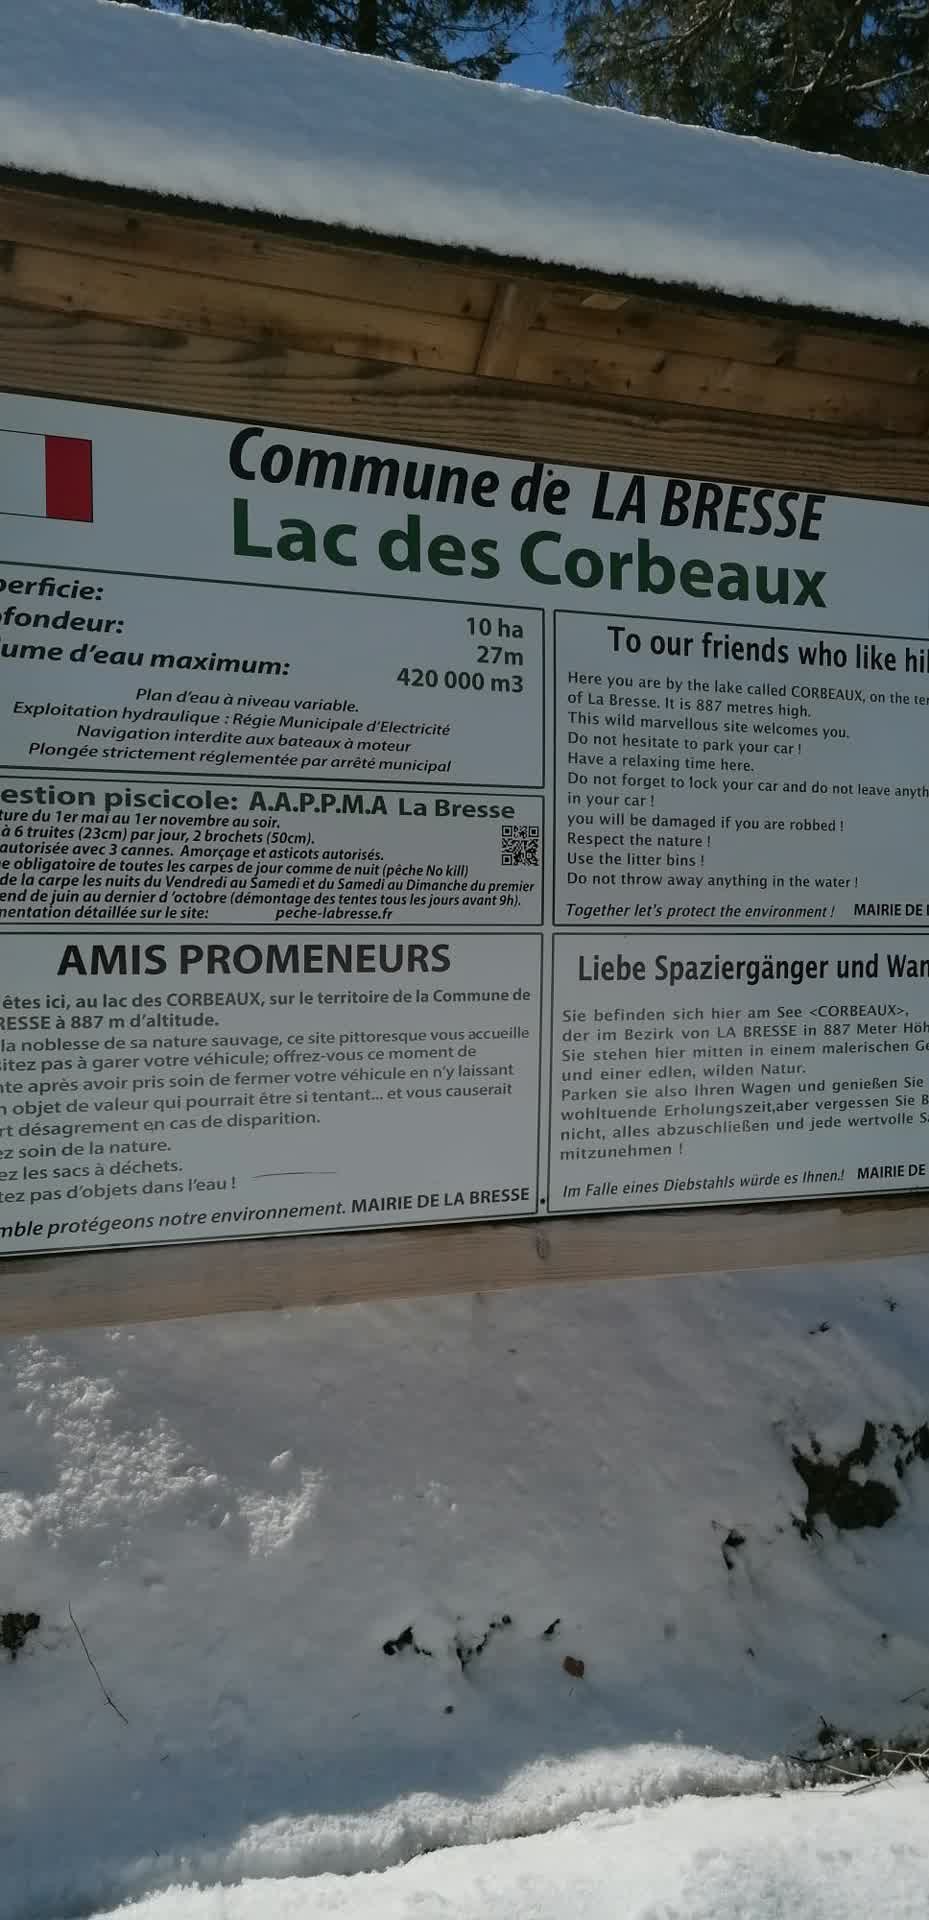 Commune de LA BRESSE
Lac des Corbeaux
perficie:
10 ha
fondeur:
27m
ume d'eau maximum:
420 000 m3
Plan d'eau à niveau variable.
Exploitation hydraulique : Régie Municipale d'Electricité
Navigation interdite aux bateaux à moteur
Plongée strictement réglementée par arrêté municipal
estion piscicole: A.A.P.P.M.A La Bresse
ture du 1er mai au 1er novembre au soir.
à 6 truites (23cm) par jour, 2 brochets (50cm).
autorisée avec 3 cannes. Amorçage et asticots autorisés.
e obligatoire de toutes les carpes de jour comme de nuit (pêche No kill)
de la carpe les nuits du Vendredi au Samedi et du Samedi au Dimanche du premier
end de juin au dernier d'octobre (démontage des tentes tous les jours avant 9h).
mentation détaillée sur le site: peche-labresse.fr
AMIS PROMENEURS
êtes ici, au lac des CORBEAUX, sur le territoire de la Commune de
RESSE à 887 m d'altitude.
la noblesse de sa nature sauvage, ce site pittoresque vous accueille
sitez pas à garer votre véhicule; offrez-vous ce moment de
nte après avoir pris soin de fermer votre véhicule en n'y laissant
n objet de valeur qui pourrait être si tentant... et vous causerait
rt désagrement en cas de disparition.
ez soin de la nature.
ez les sacs à déchets.
tez pas d'objets dans l'eau !
mble protégeons notre environnement. MAIRIE DE LA BRESSE
To our friends who like hi
Here you are by the lake called CORBEAUX, on the te
of La Bresse. It is 887 metres high.
This wild marvellous site welcomes you.
Do not hesitate to park your car !
Have a relaxing time here.
Do not forget to lock your car and do not leave anyth
in your car !
you will be damaged if you are robbed !
Respect the nature !
Use the litter bins !
Do not throw away anything in the water !
Together let's protect the environment ! MAIRIE DE
Liebe Spaziergänger und Wan
Sie befinden sich hier am See <CORBEAUX>,
der im Bezirk von LA BRESSE in 887 Meter Höh
Sie stehen hier mitten in einem malerischen Ge
und einer edlen, wilden Natur.
Parken sie also Ihren Wagen und genießen Sie
wohltuende Erholungszeit,aber vergessen Sie B
nicht, alles abzuschließen und jede wertvolle S
mitzunehmen !
Im Falle eines Diebstahls würde es Ihnen.! MAIRIE DE